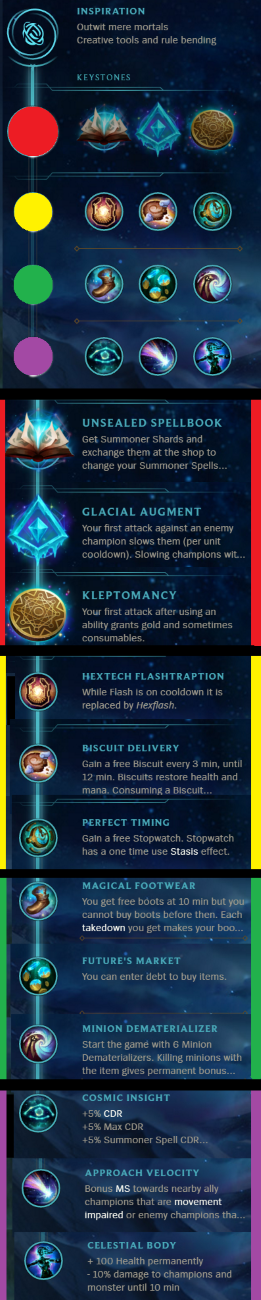 INSPIRATION
Outwit mere mortals
Creative tools and rule bending
KEYSTONES
UNSEALED SPELLBOOK
Get Summoner Shards and
exchange them at the shop to
change your Summoner Spells...
GLACIAL AUGMENT
Your first attack against an enemy
champion slows them (per unit
cooldown). Slowing champions wit...
KLEPTOMANCY
Your first attack after using an
ability grants gold and sometimes
consumables.
HEXTECH FLASHTRAPTION
While Flash is on cooldown it is
replaced by Hexflash.
BISCUIT DELIVERY
Gain a free Biscuit every 3 min, until
12 min. Biscuits restore health and
mana. Consuming a Biscuit...
PERFECT TIMING
Gain a free Stopwatch. Stopwatch
has a one time use Stasis effect.
MAGICAL FOOTWEAR
You get free boots at 10 min but you
cannot buy boots before then. Each
takedown you get makes your boo...
FUTURE'S MARKET
You can enter debt to buy items.
MINION DEMATERIALIZER
Start the game with 6 Minion
Dematerializers. Killing minions with
the item gives permanent bonus...
COSMIC INSIGHT
+5% CDR
+5% Max CDR
+5% Summoner Spell CDR...
APPROACH VELOCITY
Bonus MS towards nearby ally
champions that are movement
impaired or enemy champions tha...
CELESTIAL BODY
+ 100 Health permanently
- 10% damage to champions and
monster until 10 min